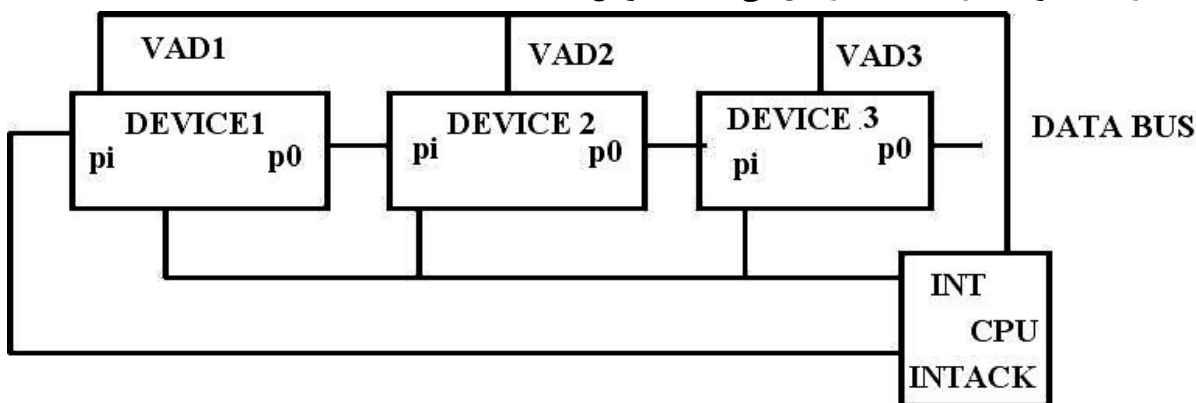 VAD1
VAD2
VAD3
DEVICE1
DEVICE 2
DEVICE 3
DATA BUS
pi
p0
pi
p0
pi
p0
INT
CPU
INTACK